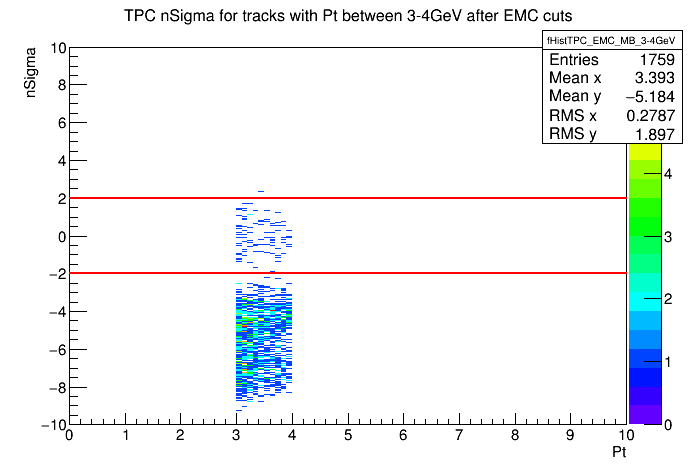 TPC nSigma for tracks with Pt between 3-4GeV after EMC cuts
fHistTPC_EMC_MB_3-4GeV
Entries 1759
Mean x 3.393
Mean y −5.184
RMS x 0.2787
RMS y 1.897
nSigma
10
8
6
4
2
0
−2
−4
−6
−8
−10
0 1 2 3 4 5 6 7 8 9 10
Pt
4
3
2
1
0